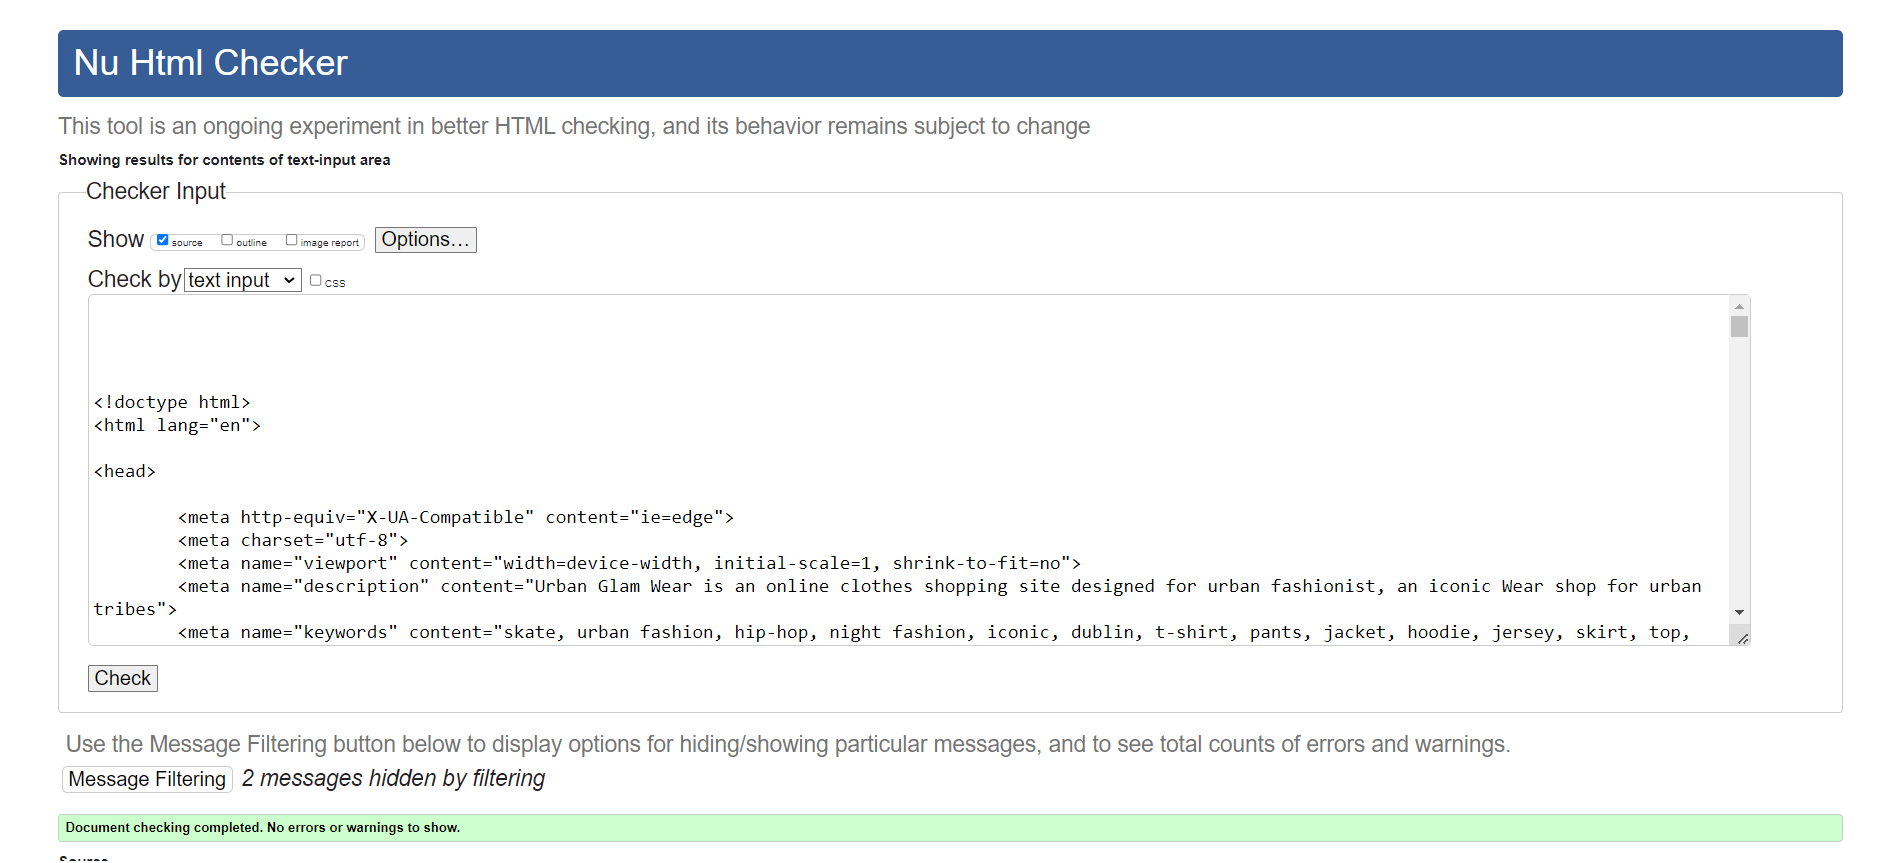 Nu Html Checker
This tool is an ongoing experiment in better HTML checking, and its behavior remains subject to change
Showing results for contents of text-input area
Checker Input
Show source outline image report Options...
Check by text input css
<!doctype html>
<html lang="en">
<head>
<meta http-equiv="X-UA-Compatible" content="ie=edge">
<meta charset="utf-8">
<meta name="viewport" content="width=device-width, initial-scale=1, shrink-to-fit=no">
<meta name="description" content="Urban Glam Wear is an online clothes shopping site designed for urban fashionist, an iconic Wear shop for urban
tribes">
<meta name="keywords" content="skate, urban fashion, hip-hop, night fashion, iconic, dublin, t-shirt, pants, jacket, hoodie, jersey, skirt, top,
Check
Use the Message Filtering button below to display options for hiding/showing particular messages, and to see total counts of errors and warnings.
Message Filtering 2 messages hidden by filtering
Document checking completed. No errors or warnings to show.
Source